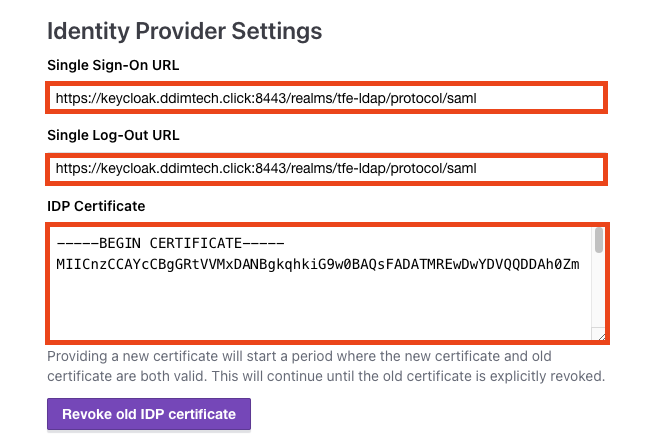 Identity Provider Settings
Single Sign-On URL
https://keycloak.ddimtech.click:8443/realms/tfe-ldap/protocol/saml
Single Log-Out URL
https://keycloak.ddimtech.click:8443/realms/tfe-ldap/protocol/saml
IDP Certificate
-----BEGIN CERTIFICATE-----
MIICnzCCAYcCBgGRtVVMxDANBgkqhkiG9w0BAQsFADATMREwDwYDVQQDDAh0Zm
Providing a new certificate will start a period where the new certificate and old
certificate are both valid. This will continue until the old certificate is explicitly revoked.
Revoke old IDP certificate